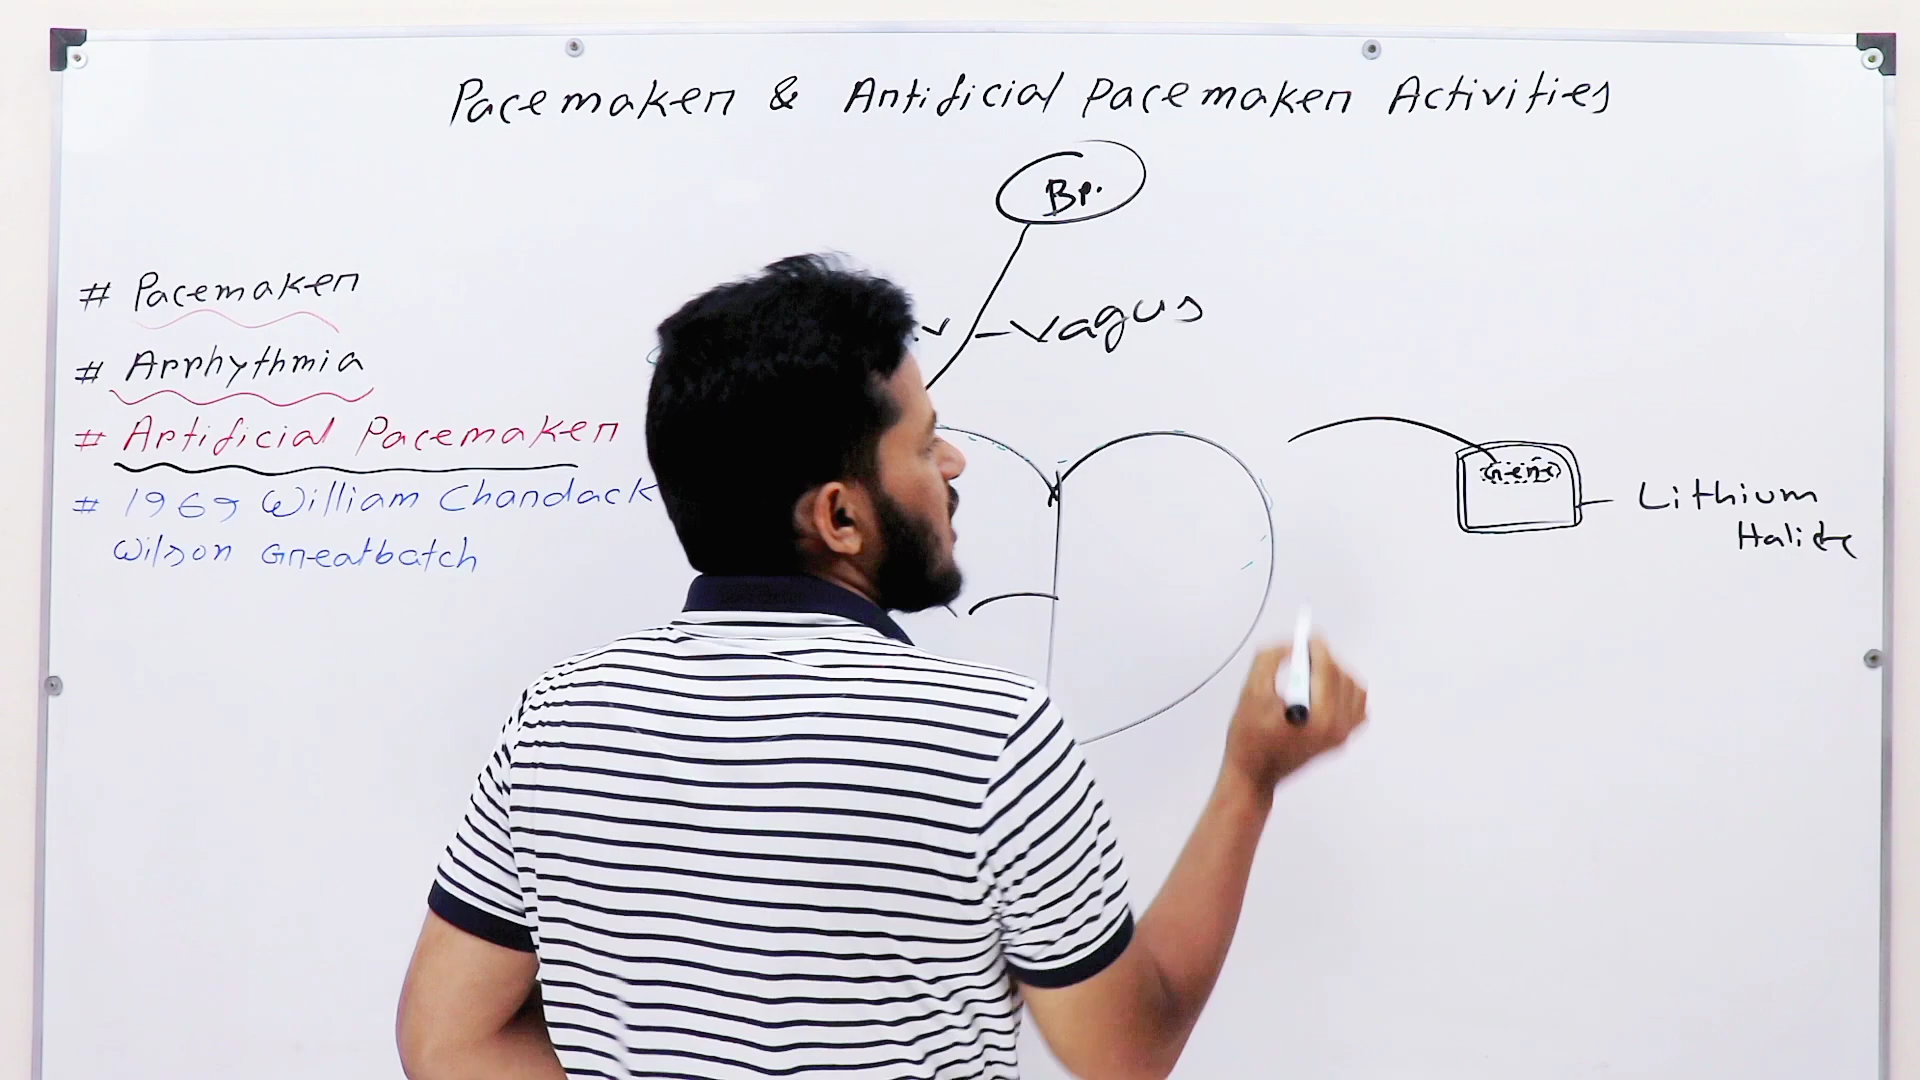 Pacemaker & Artificial Pacemaker Activities
Br.
-Vagus
# Pacemaker
# Arrhythmia
# Artificial Pacemaker
# 1969 William Chandack
Wilson Greatbatch
Lithium
Halide